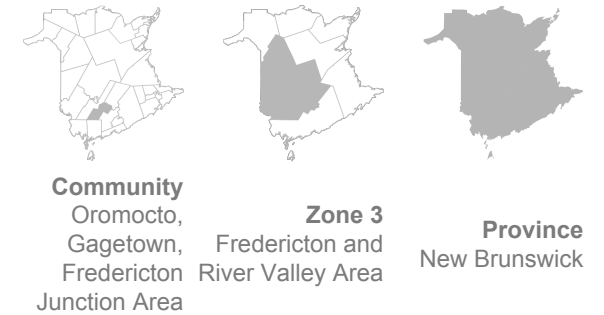 Community
Oromocto,
Gagetown,
Fredericton
Junction Area
Zone 3
Fredericton and
River Valley Area
Province
New Brunswick